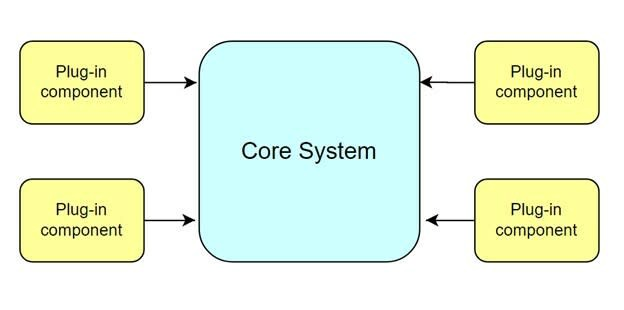 Plug-in
component
Plug-in
component
Core System
Plug-in
component
Plug-in
component